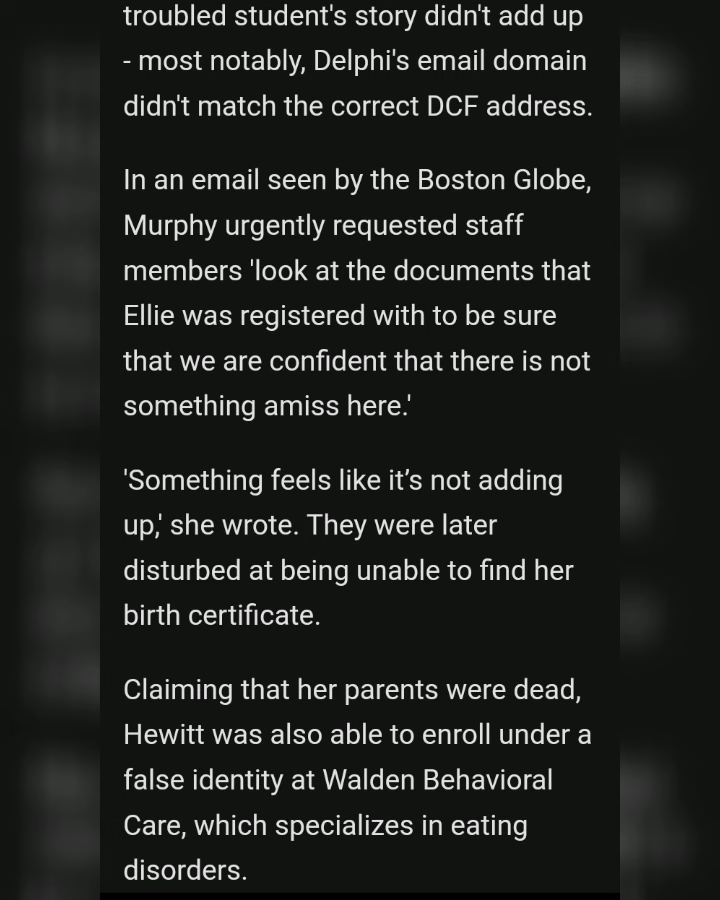 troubled student's story didn't add up
- most notably, Delphi's email domain
didn't match the correct DCF address.
In an email seen by the Boston Globe,
Murphy urgently requested staff
members 'look at the documents that
Ellie was registered with to be sure
that we are confident that there is not
something amiss here.'
'Something feels like it’s not adding
up,' she wrote. They were later
disturbed at being unable to find her
birth certificate.
Claiming that her parents were dead,
Hewitt was also able to enroll under a
false identity at Walden Behavioral
Care, which specializes in eating
disorders.